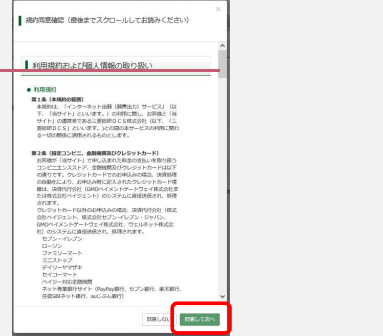 規約同意確認（最後までスクロールしてお読みください）
利用規約および個人情報の取り扱い
利用規約
第1条（本規約の範囲）
本規約は、「インターネット出願（願書出力）サービス」（以
下、「当サイト」といいます。）の利用に関し、お客様と「当
サイト」の運営者である三菱総研ＤＣＳ株式会社（以下、「三
菱総研ＤＣＳ」といいます。）との間の本サービスの利用に関わ
る一切の関係に適用されるものとします。
第2条（指定コンビニ、金融機関及びクレジットカード）
お客様が「当サイト」で申し込まれた料金の支払いを取り扱う
コンビニエンスストア、金融機関及びクレジットカードは以下
の通りです。クレジットカードでのお申込みの場合、決済処理
の自動化により、お申込み時に記入されたクレジットカード情
報は、決済代行会社（GMOペイメントゲートウェイ株式会社ま
たは株式会社ペイジェント）のシステムに直接送信され、処理
されます。
クレジットカード以外のお申込みの場合、決済代行会社（株式
会社ペイジェント、株式会社セブン‐イレブン・ジャパン、
GMOペイメントゲートウェイ株式会社、ウェルネット株式会
社）のシステムに直接送信され、処理されます。
セブン‐イレブン
ローソン
ファミリーマート
ミニストップ
デイリーヤマザキ
セイコーマート
ペイジー対応金融機関
ネット専業銀行サイト（PayPay銀行、セブン銀行、楽天銀行、
住信SBIネット銀行、auじぶん銀行）
同意しない
同意して次へ